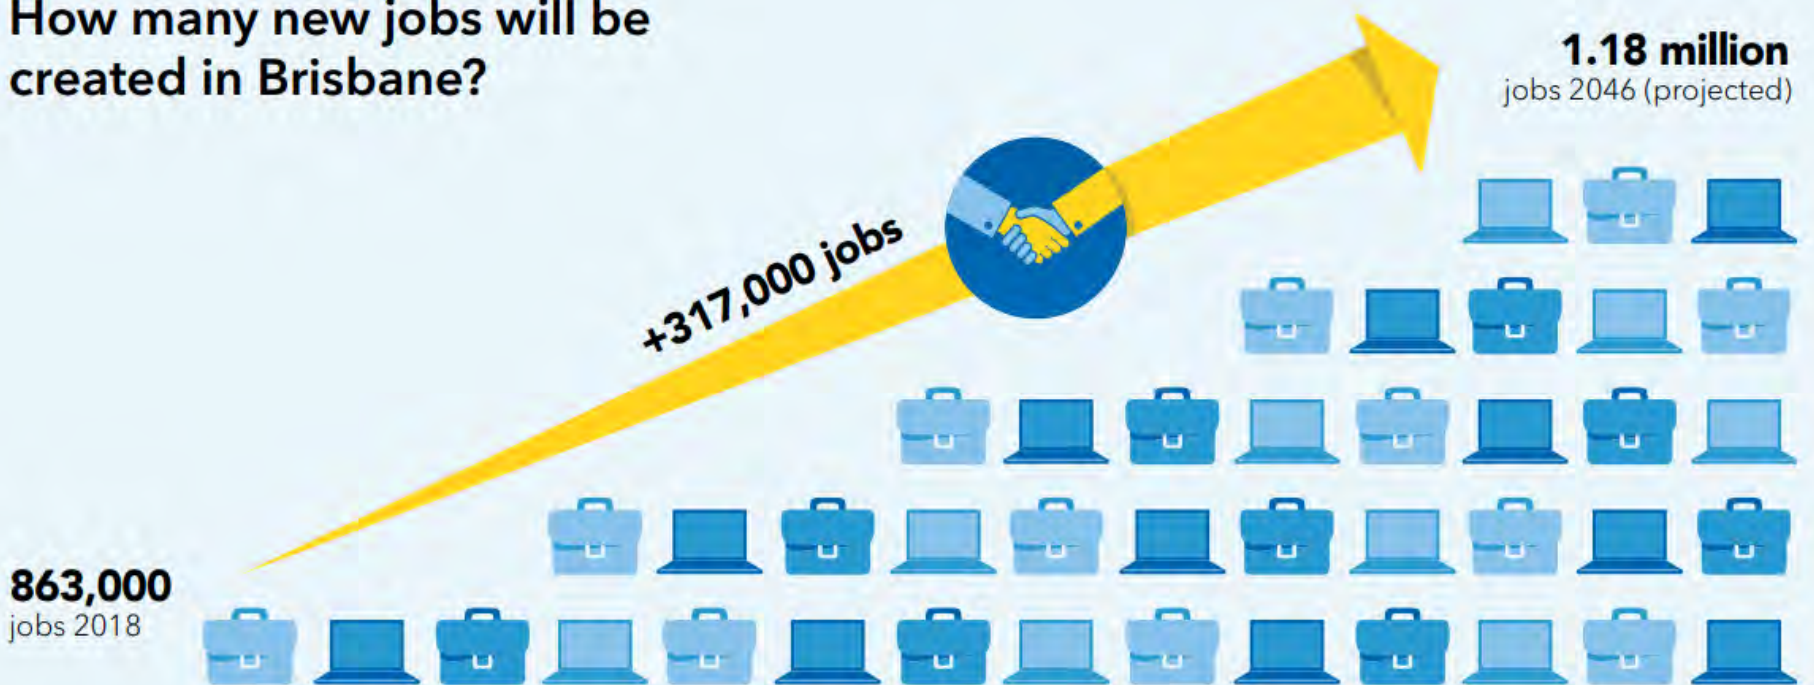 How many new jobs will be
created in Brisbane?
1.18 million
jobs 2046 (projected)
+317,000 jobs
863,000
jobs 2018